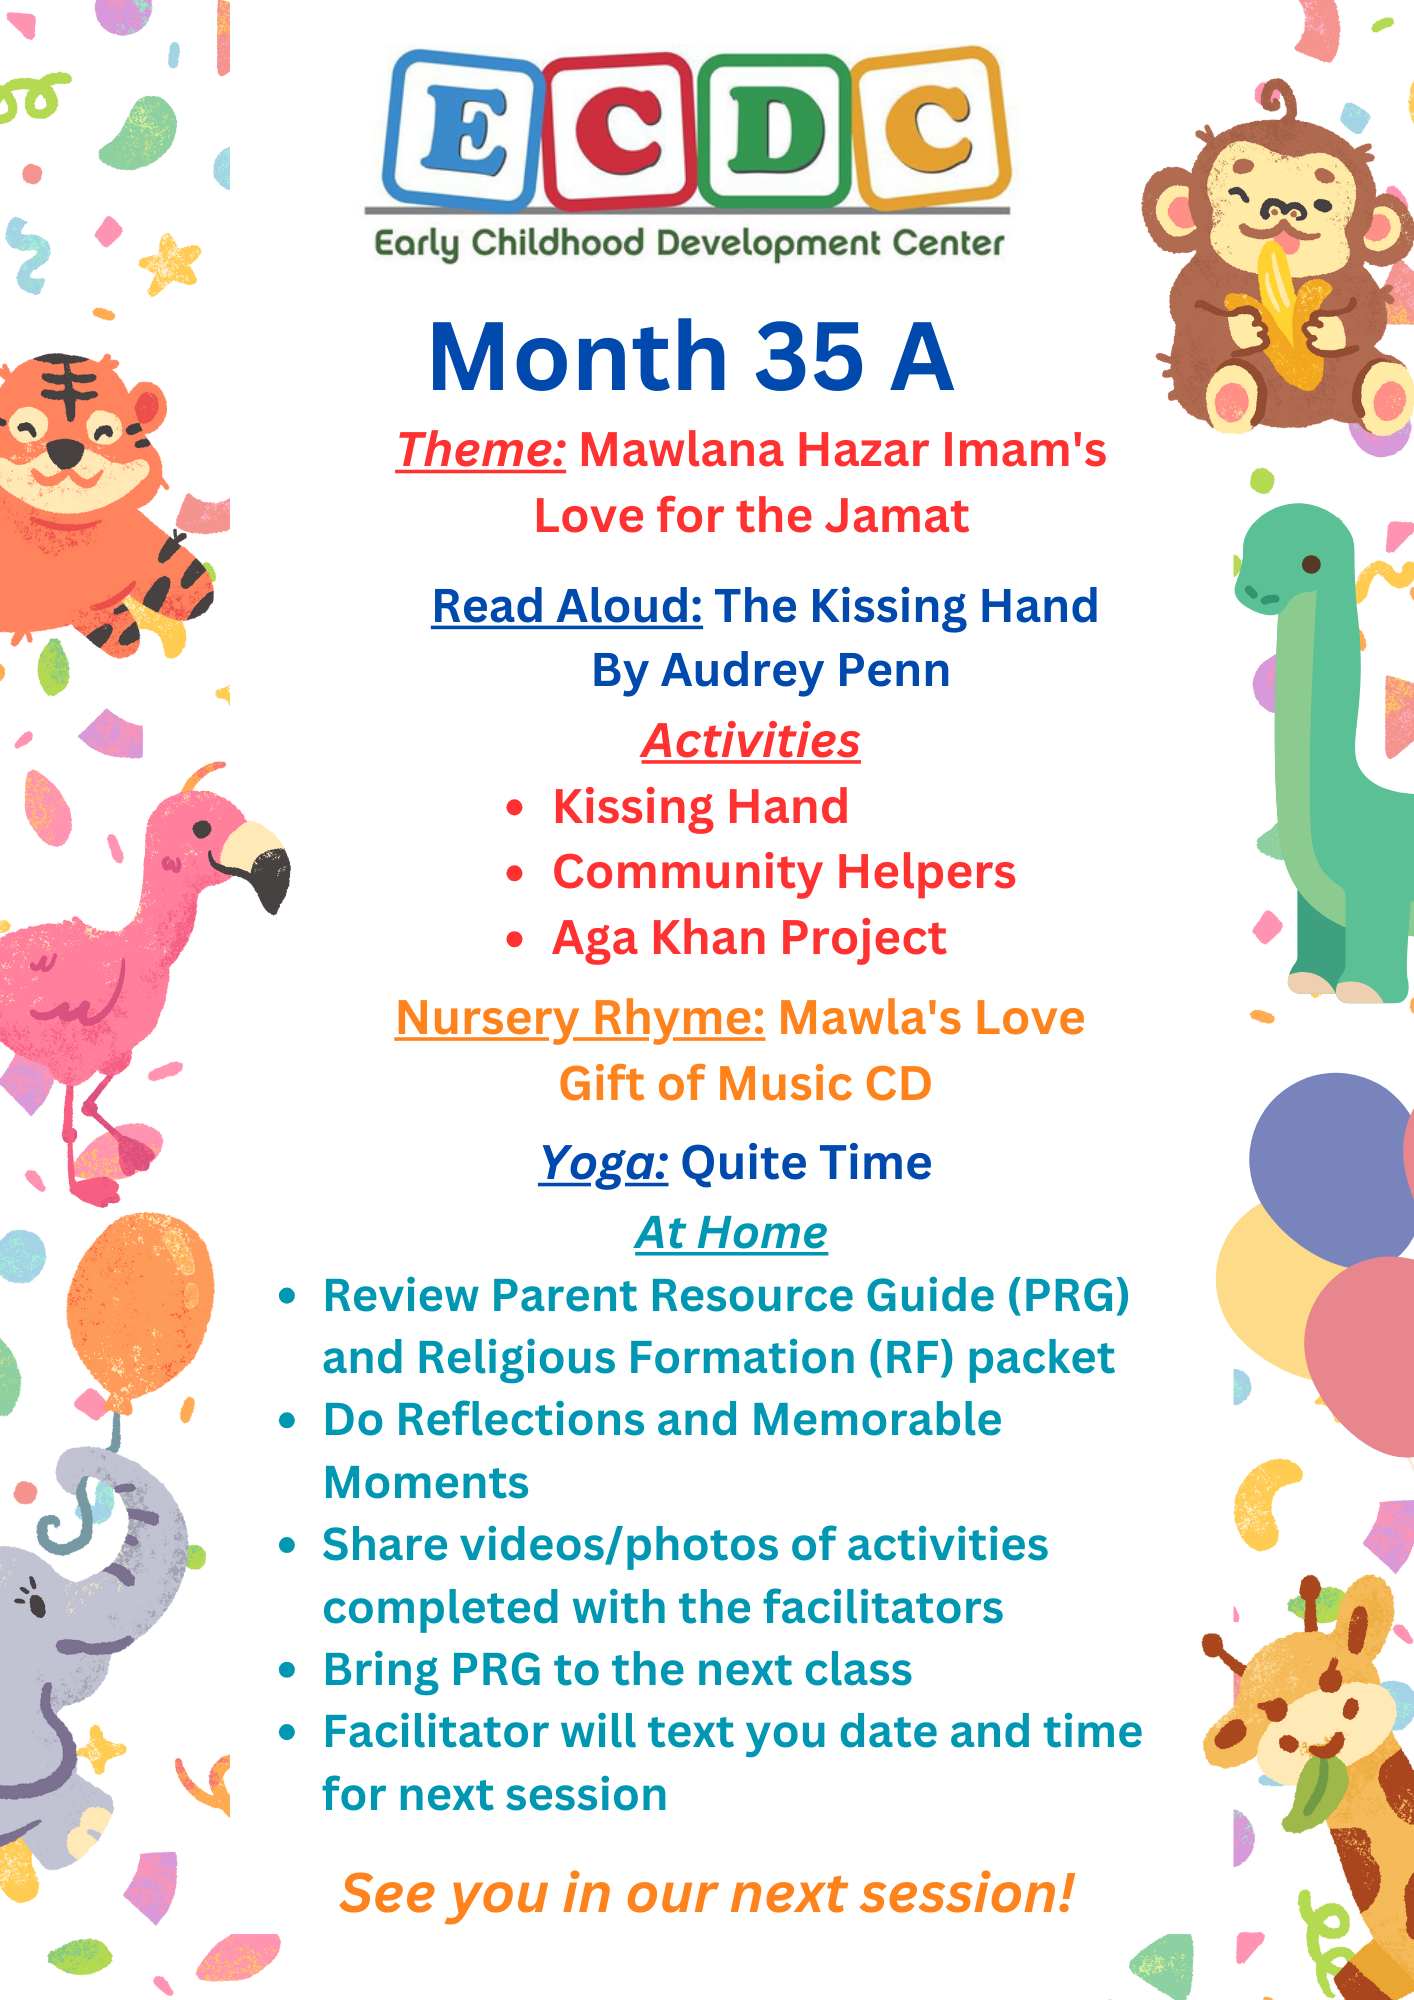 ECDC
Early Childhood Development Center
Month 35 A
Theme: Mawlana Hazar Imam's
Love for the Jamat
Read Aloud: The Kissing Hand
By Audrey Penn
Activities
• Kissing Hand
• Community Helpers
• Aga Khan Project
Nursery Rhyme: Mawla's Love
Gift of Music CD
Yoga: Quite Time
At Home
• Review Parent Resource Guide (PRG)
and Religious Formation (RF) packet
• Do Reflections and Memorable
Moments
• Share videos/photos of activities
completed with the facilitators
• Bring PRG to the next class
• Facilitator will text you date and time
for next session
See you in our next session!